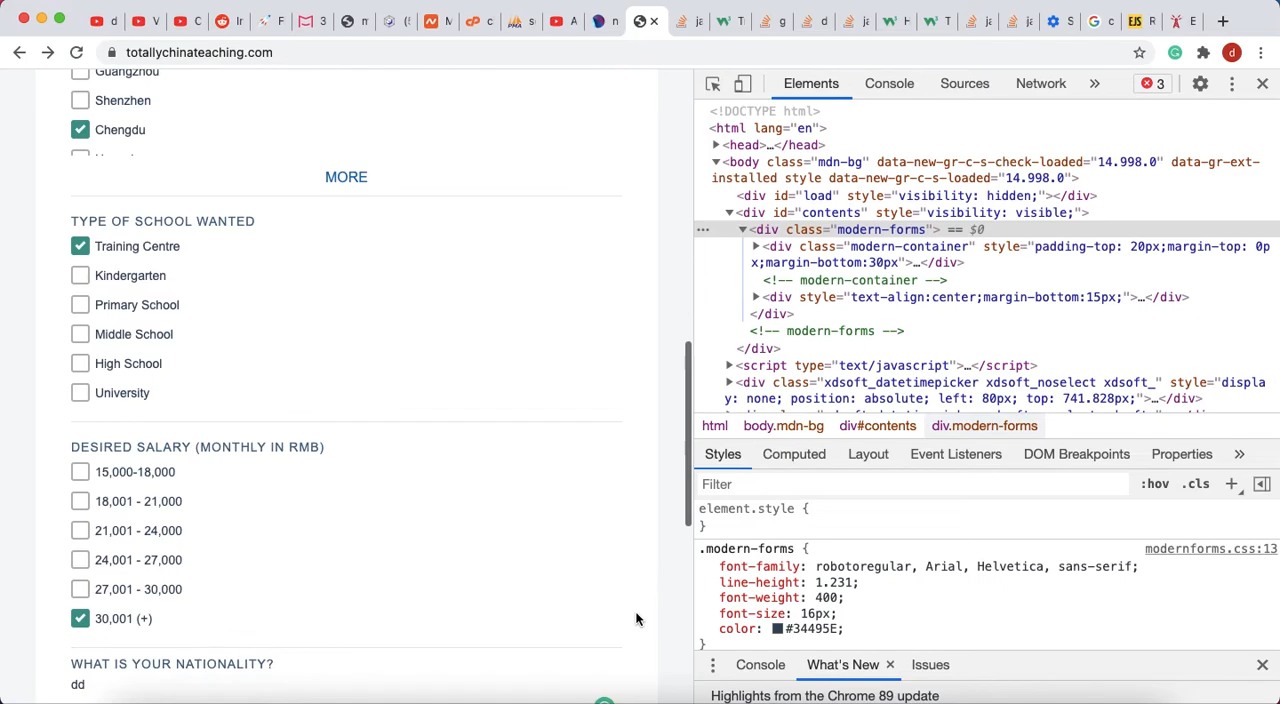 d
V
C
Ir
F
3
m
(5
N
c
s
A
n
ja
Ti
g
d
ja
H
T
ja
ja
S
c
EJS R
E
totallychinateaching.com
d
Guangzhou
Shenzhen
Chengdu
MORE
TYPE OF SCHOOL WANTED
Training Centre
Kindergarten
Primary School
Middle School
High School
University
DESIRED SALARY (MONTHLY IN RMB)
15,000-18,000
18,001 - 21,000
21,001 - 24,000
24,001 - 27,000
27,001 - 30,000
30,001 (+)
WHAT IS YOUR NATIONALITY?
dd
Elements Console Sources Network » 3
<!DOCTYPE html>
<html lang="en">
<head>…</head>
<body class="mdn-bg" data-new-gr-c-s-check-loaded="14.998.0" data-gr-ext-
installed style data-new-gr-c-s-loaded="14.998.0">
<div id="load" style="visibility: hidden;"></div>
<div id="contents" style="visibility: visible;">
… <div class="modern-forms"> == $0
<div class="modern-container" style="padding-top: 20px;margin-top: 0p
x;margin-bottom:30px">…</div>
<!-- modern-container -->
<div style="text-align:center;margin-bottom:15px;">…</div>
</div>
<!-- modern-forms -->
</div>
<script type="text/javascript">…</script>
<div class="xdsoft_datetimepicker xdsoft_noselect xdsoft_" style="displa
y: none; position: absolute; left: 80px; top: 741.828px;">…</div>
html body.mdn-bg div#contents div.modern-forms
Styles Computed Layout Event Listeners DOM Breakpoints Properties »
Filter :hov .cls +
element.style {
}
.modern-forms { modernforms.css:13
font-family: robotoregular, Arial, Helvetica, sans-serif;
line-height: 1.231;
font-weight: 400;
font-size: 16px;
color: #34495E;
}
Console What's New × Issues
Highlights from the Chrome 89 update